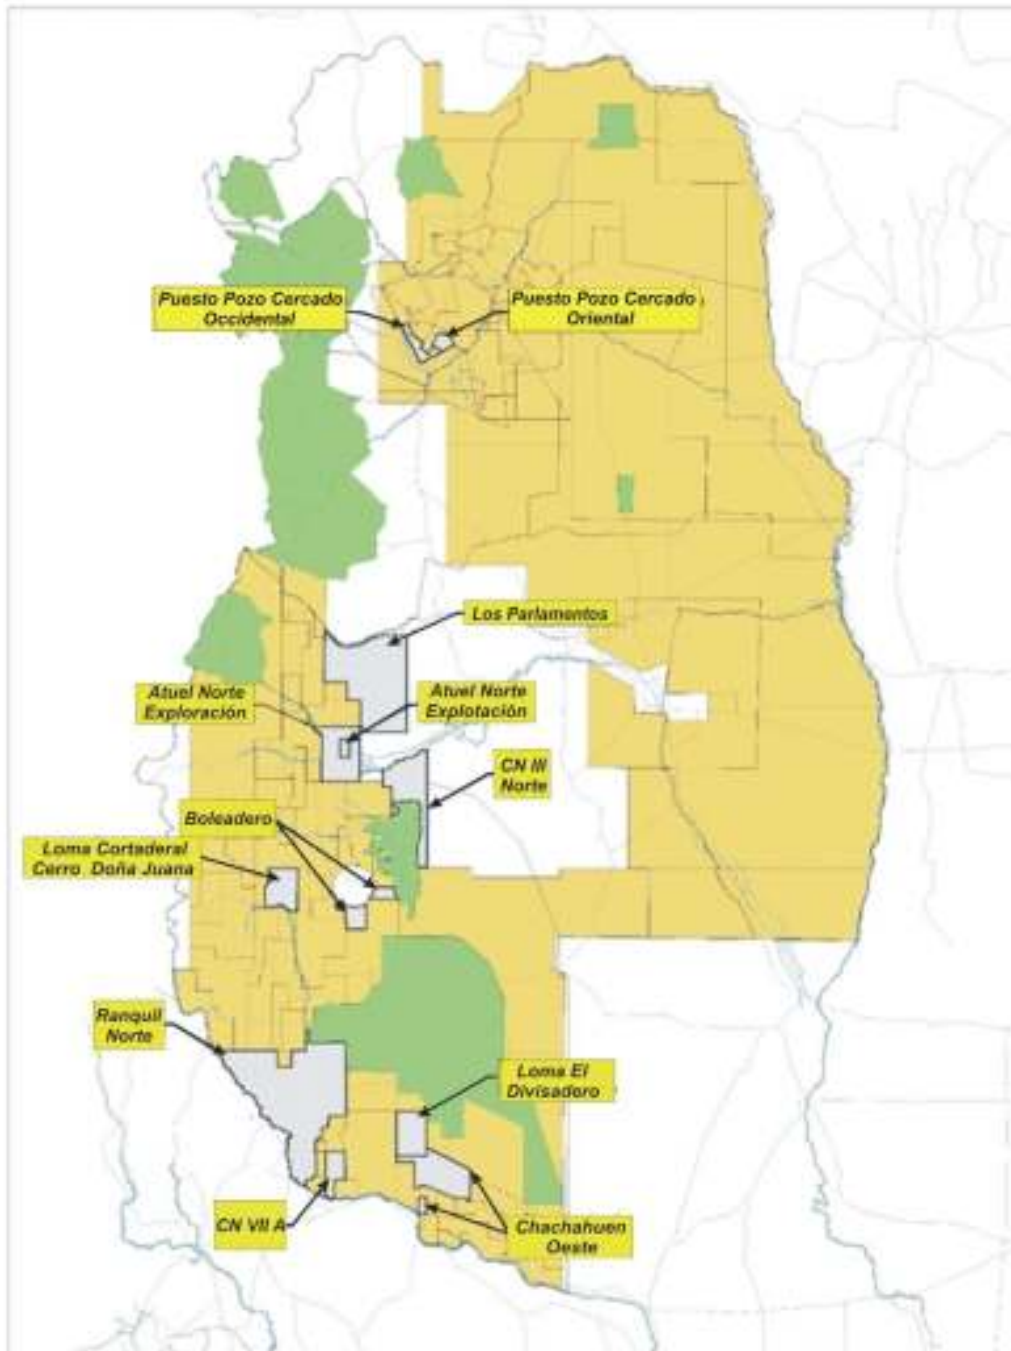 Puesto Pozo Cercado
Occidental
Puesto Pozo Cercado
Oriental
Los Parlamentos
Atuel Norte
Exploración
Atuel Norte
Explotación
CN III
Norte
Boleadero
Loma Cortaderal
Cerro Doña Juana
Ranquil
Norte
Loma El
Divisadero
CN VII A
Chachahuen
Oeste